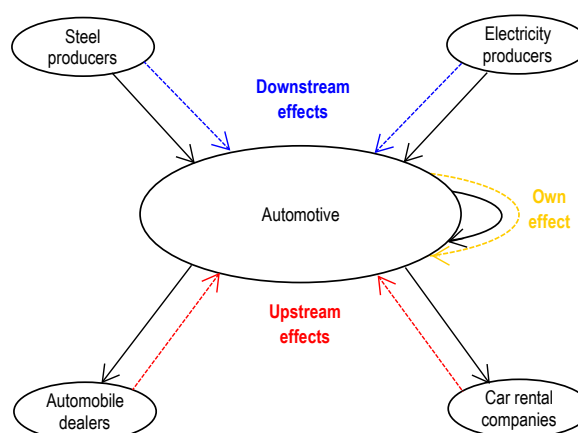 Steel
producers
Electricity
producers
Downstream
effects
Automotive
Own
effect
Upstream
effects
Automobile
dealers
Car rental
companies